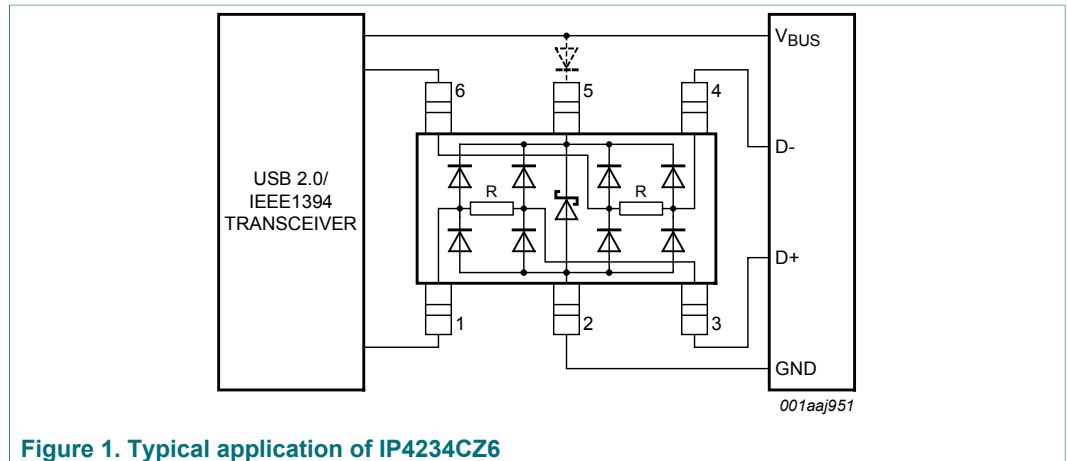 V_BUS
6
5
4
D-
USB 2.0/
IEEE1394
TRANSCEIVER
R
R
D+
1
2
3
GND
001aaj951
Figure 1. Typical application of IP4234CZ6